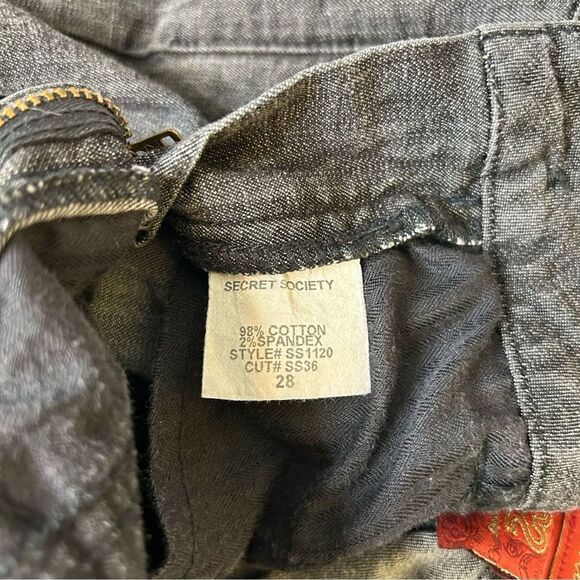 SECRET SOCIETY
98% COTTON
2%SPANDEX
STYLE# SS1120
CUT# SS36
28